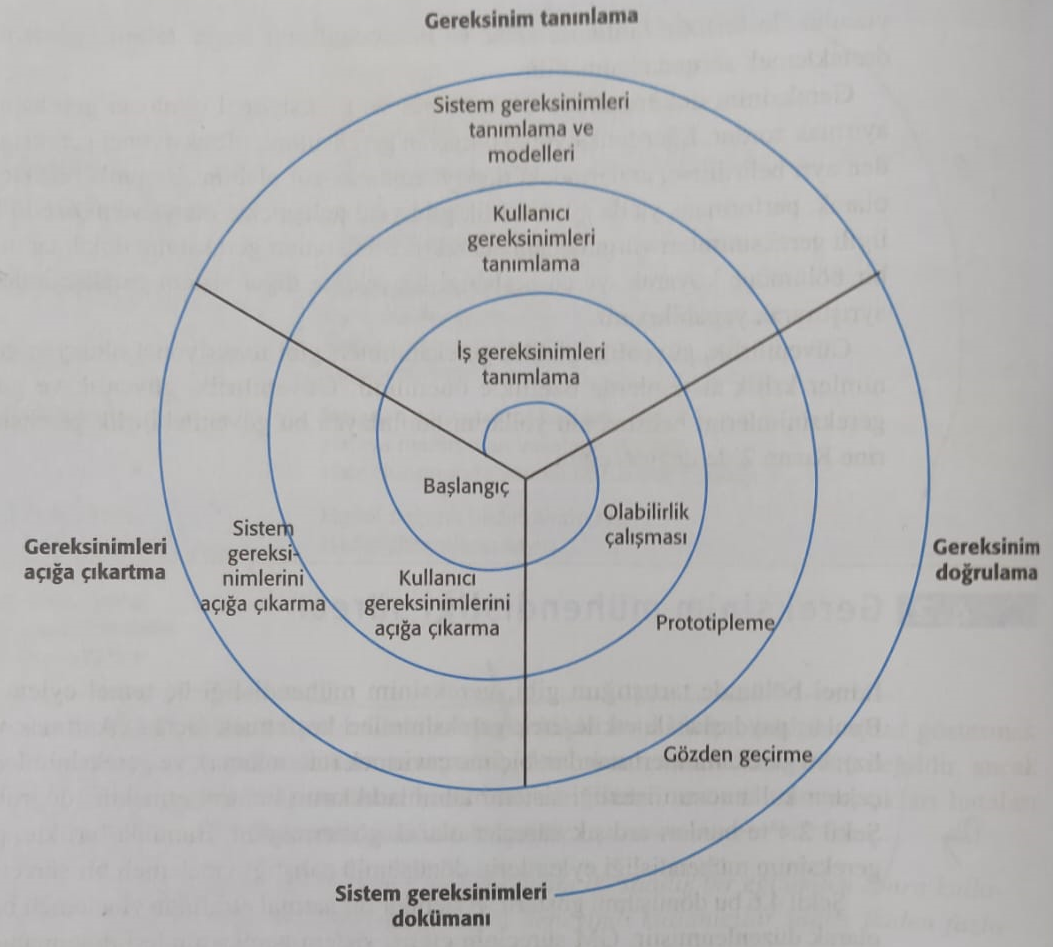 Gereksinim tanınlama
Sistem gereksinimleri
tanımlama ve
modelleri
Kullanıcı
gereksinimleri
tanımlama
İş gereksinimleri
tanımlama
Başlangıç
Olabilirlik
çalışması
Gereksinimleri
açığa çıkartma
Sistem
gereksi-
nimlerini
açığa çıkarma
Kullanıcı
gereksinimlerini
açığa çıkarma
Gereksinim
doğrulama
Prototipleme
Gözden geçirme
Sistem gereksinimleri
dokümanı